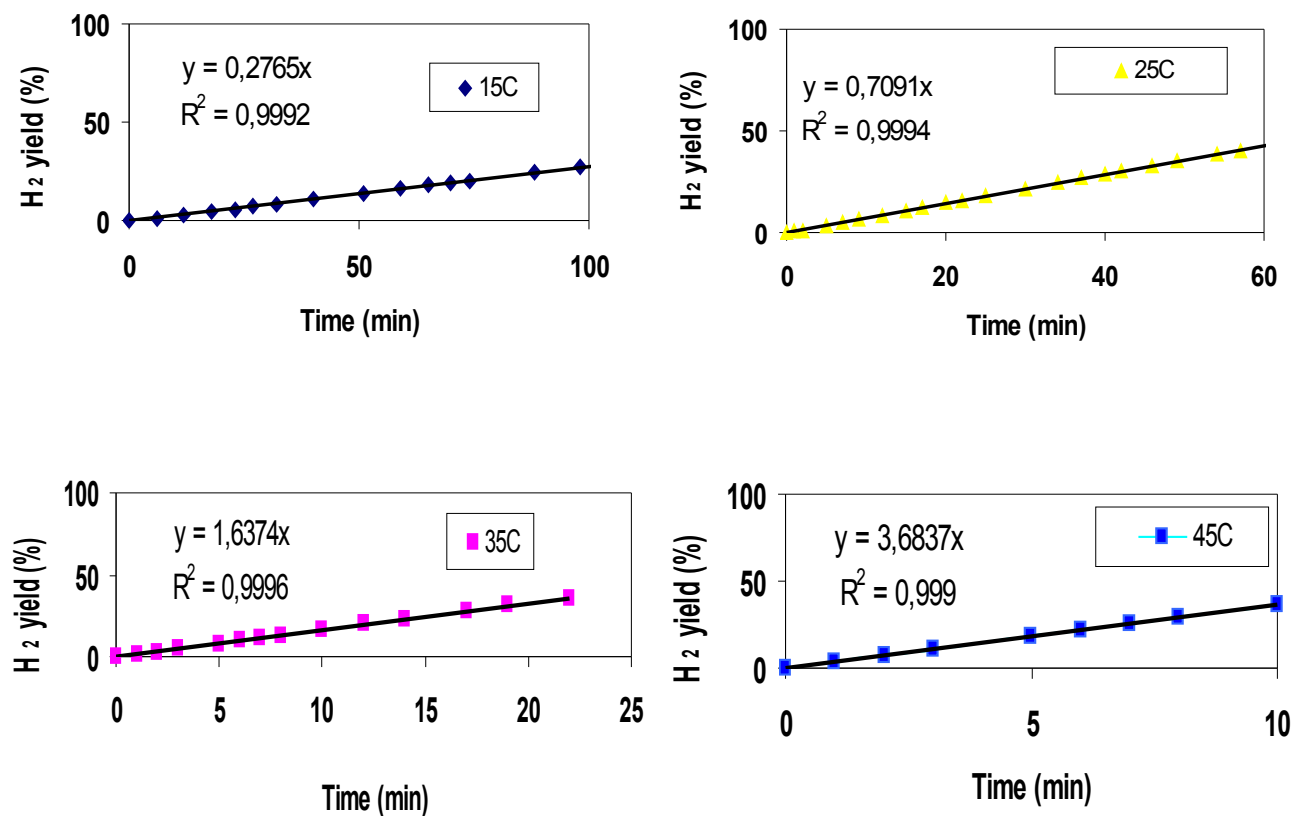 100
50
0
H₂ yield (%)
y = 0,2765x
R² = 0,9992
15C
0 50 100
Time (min)
100
50
0
H₂ yield (%)
y = 0,7091x
R² = 0,9994
25C
0 20 40 60
Time (min)
100
50
0
H₂ yield (%)
y = 1,6374x
R² = 0,9996
35C
0 5 10 15 20 25
Time (min)
100
50
0
H₂ yield (%)
y = 3,6837x
R² = 0,999
45C
0 5 10
Time (min)